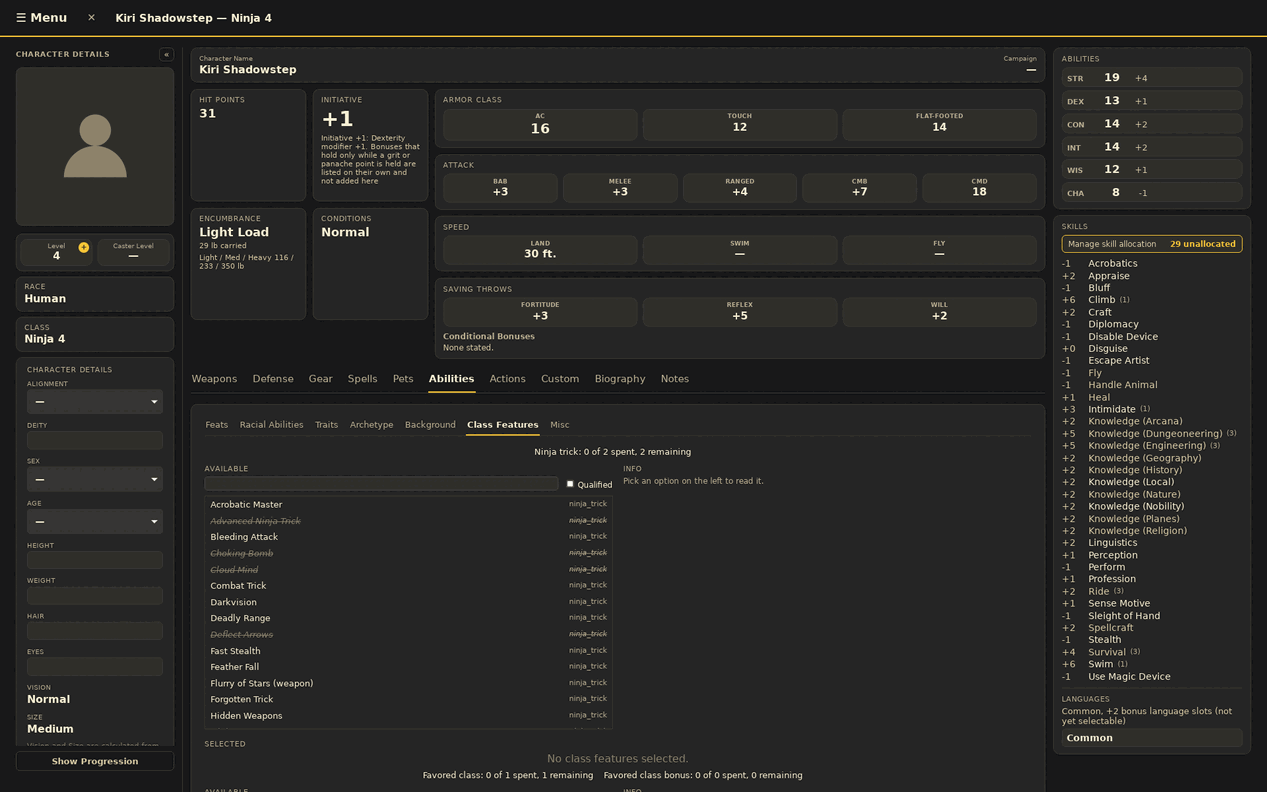 ☰ Menu × Kiri Shadowstep — Ninja 4
CHARACTER DETAILS «
Level
4
+
Caster Level
—
RACE
Human
CLASS
Ninja 4
CHARACTER DETAILS
ALIGNMENT
—
DEITY
SEX
—
AGE
—
HEIGHT
WEIGHT
HAIR
EYES
VISION
Normal
SIZE
Medium
Vision and Size are calculated from
Show Progression
Character Name
Kiri Shadowstep
Campaign
—
HIT POINTS
31
INITIATIVE
+1
Initiative +1: Dexterity
modifier +1. Bonuses that
hold only while a grit or
panache point is held are
listed on their own and
not added here
ENCUMBRANCE
Light Load
29 lb carried
Light / Med / Heavy 116 /
233 / 350 lb
CONDITIONS
Normal
ARMOR CLASS
AC
16
TOUCH
12
FLAT-FOOTED
14
ATTACK
BAB
+3
MELEE
+3
RANGED
+4
CMB
+7
CMD
18
SPEED
LAND
30 ft.
SWIM
—
FLY
—
SAVING THROWS
FORTITUDE
+3
REFLEX
+5
WILL
+2
Conditional Bonuses
None stated.
Weapons Defense Gear Spells Pets Abilities Actions Custom Biography Notes
Feats Racial Abilities Traits Archetype Background Class Features Misc
Ninja trick: 0 of 2 spent, 2 remaining
AVAILABLE
Qualified
Acrobatic Master ninja_trick
Advanced Ninja Trick ninja_trick
Bleeding Attack ninja_trick
Choking Bomb ninja_trick
Cloud Mind ninja_trick
Combat Trick ninja_trick
Darkvision ninja_trick
Deadly Range ninja_trick
Deflect Arrows ninja_trick
Fast Stealth ninja_trick
Feather Fall ninja_trick
Flurry of Stars (weapon) ninja_trick
Forgotten Trick ninja_trick
Hidden Weapons ninja_trick
INFO
Pick an option on the left to read it.
SELECTED
No class features selected.
Favored class: 0 of 1 spent, 1 remaining Favored class bonus: 0 of 0 spent, 0 remaining
AVAILABLE INFO
ABILITIES
STR 19 +4
DEX 13 +1
CON 14 +2
INT 14 +2
WIS 12 +1
CHA 8 -1
SKILLS
Manage skill allocation 29 unallocated
-1 Acrobatics
+2 Appraise
-1 Bluff
+6 Climb (1)
+2 Craft
-1 Diplomacy
-1 Disable Device
+0 Disguise
-1 Escape Artist
-1 Fly
-1 Handle Animal
+1 Heal
+3 Intimidate (1)
+2 Knowledge (Arcana)
+5 Knowledge (Dungeoneering) (3)
+5 Knowledge (Engineering) (3)
+2 Knowledge (Geography)
+2 Knowledge (History)
+2 Knowledge (Local)
+2 Knowledge (Nature)
+2 Knowledge (Nobility)
+2 Knowledge (Planes)
+2 Knowledge (Religion)
+2 Linguistics
+1 Perception
-1 Perform
+1 Profession
+2 Ride (3)
+1 Sense Motive
-1 Sleight of Hand
+2 Spellcraft
-1 Stealth
+4 Survival (3)
+6 Swim (1)
-1 Use Magic Device
LANGUAGES
Common, +2 bonus language slots (not
yet selectable)
Common